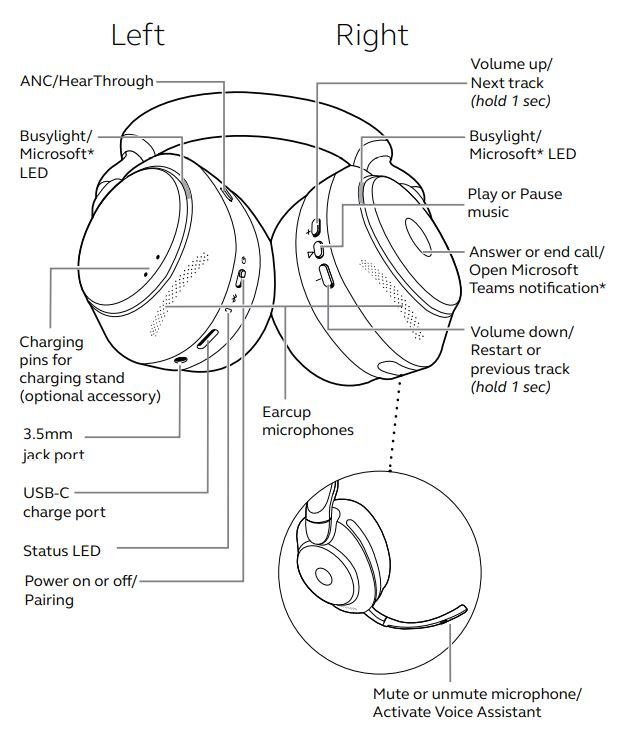 Left
Right
ANC/HearThrough
Busylight/
Microsoft*
LED
Charging
pins for
charging stand
(optional accessory)
3.5mm
jack port
USB-C
charge port
Status LED
Power on or off/
Pairing
Earcup
microphones
Volume up/
Next track
(hold 1 sec)
Busylight/
Microsoft* LED
Play or Pause
music
Answer or end call/
Open Microsoft
Teams notification*
Volume down/
Restart or
previous track
(hold 1 sec)
Mute or unmute microphone/
Activate Voice Assistant